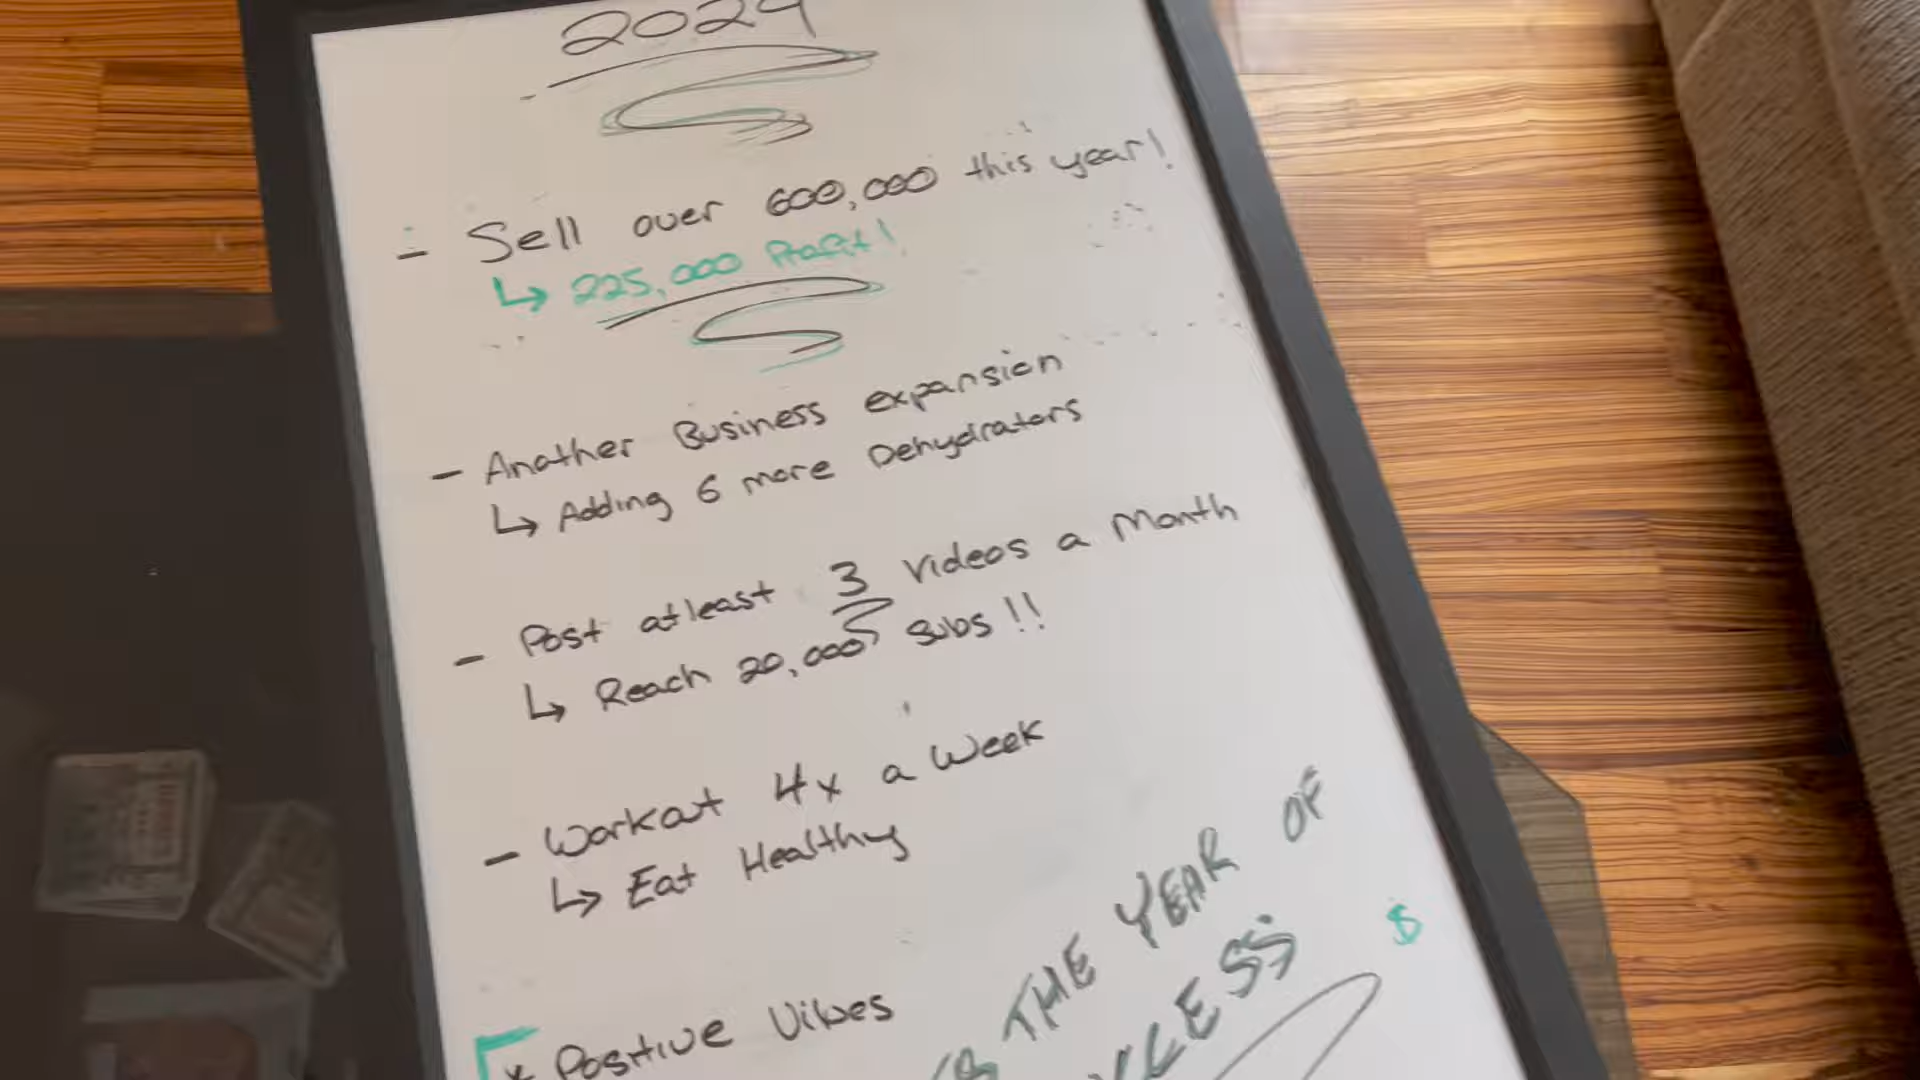 2024
- Sell over 600,000 this year!
↳ 225,000 Profit!
- Another Business expansion
↳ Adding 6 more Dehydrators
- Post atleast 3 Videos a Month
↳ Reach 20,000 Subs!!
- Workout 4x a Week
↳ Eat Healthy
* Positive Vibes
THE YEAR OF
$